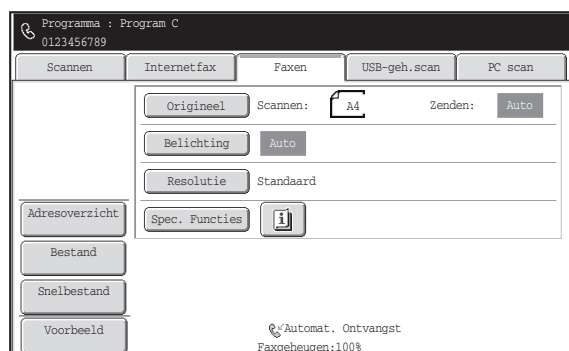 Programma : Program C
0123456789
Scannen Internetfax Faxen USB-geh.scan PC scan
Origineel Scannen: A4 Zenden: Auto
Belichting Auto
Resolutie Standaard
Adresoverzicht Spec. Functies
Bestand
Snelbestand
Voorbeeld Automat. Ontvangst
Faxgeheugen:100%